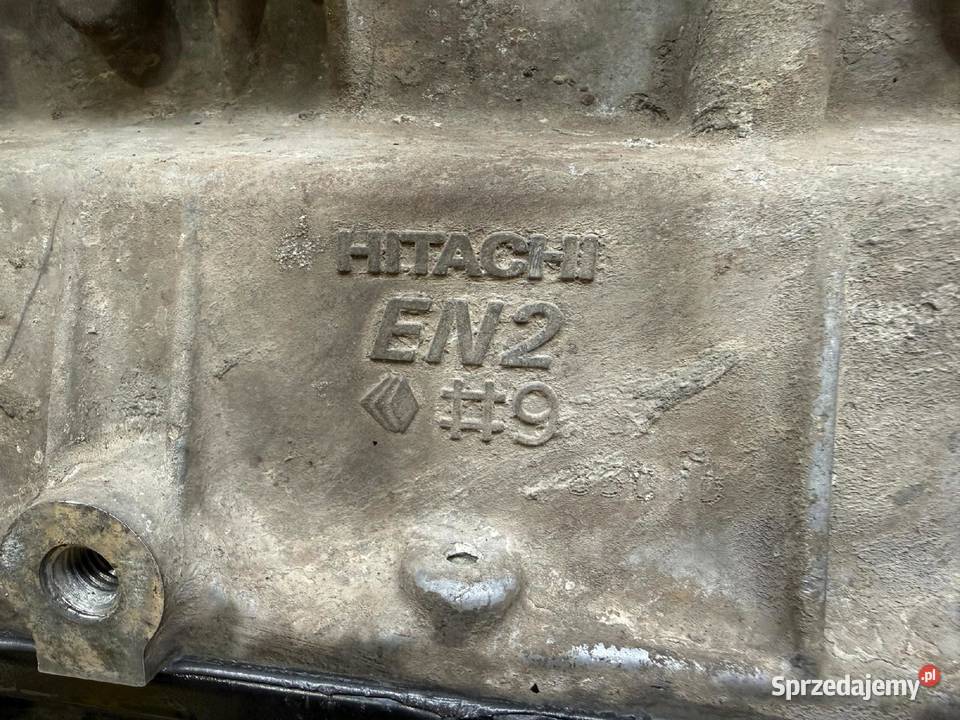 HITACHI
EN2
#9
Sprzedajemy.pl